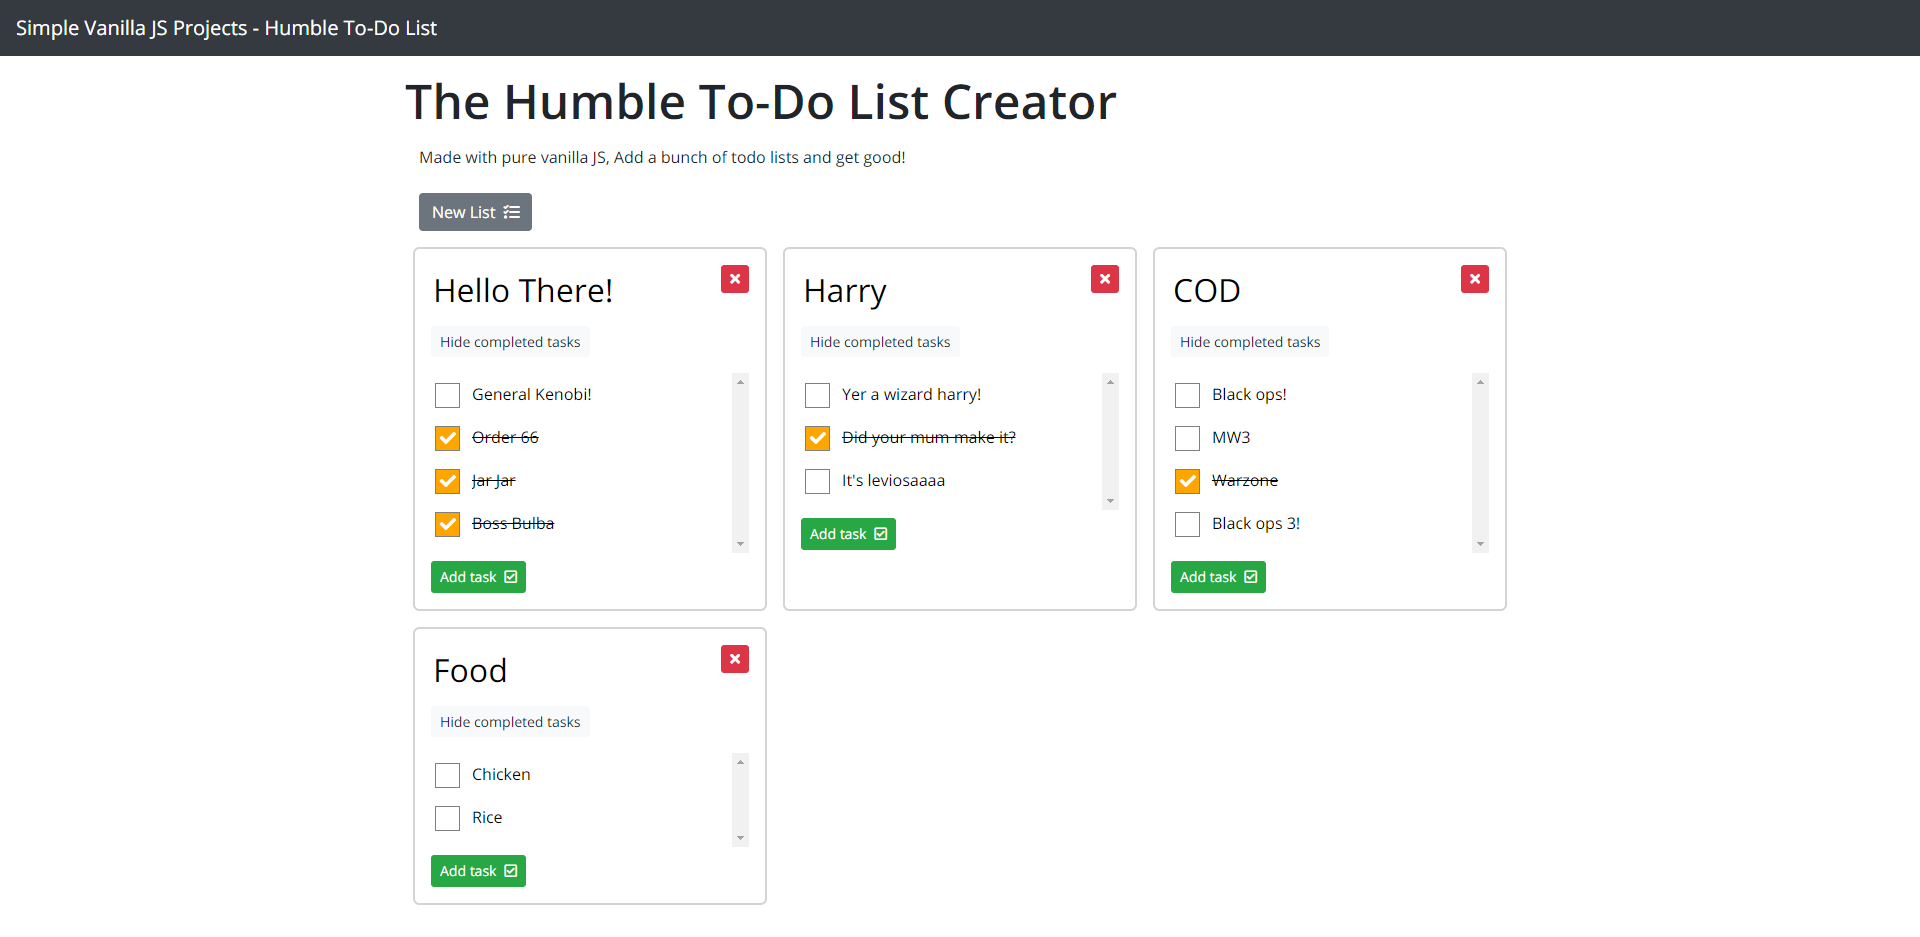 Simple Vanilla JS Projects - Humble To-Do List
The Humble To-Do List Creator
Made with pure vanilla JS, Add a bunch of todo lists and get good!
New List
Hello There!
Hide completed tasks
General Kenobi!
Order 66
Jar Jar
Boss Bulba
Add task
Harry
Hide completed tasks
Yer a wizard harry!
Did your mum make it?
It's leviosaaaa
Add task
COD
Hide completed tasks
Black ops!
MW3
Warzone
Black ops 3!
Add task
Food
Hide completed tasks
Chicken
Rice
Add task